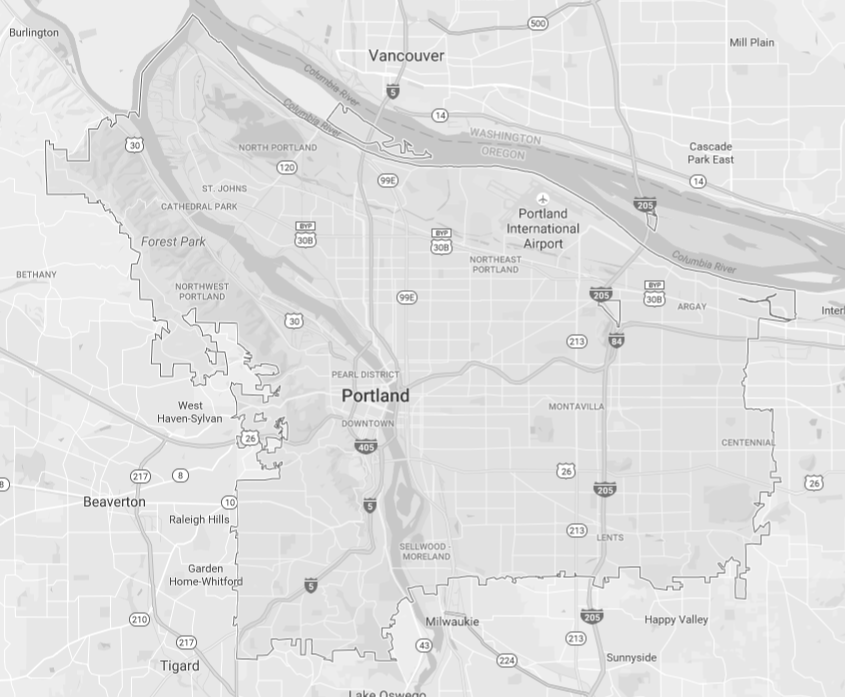 500
Burlington
Mill Plain
Vancouver
Columbia River
5
Columbia River
14
WASHINGTON
OREGON
30
NORTH PORTLAND
Cascade
Park East
120
99E
14
ST. JOHNS
CATHEDRAL PARK
205
Portland
International
Airport
BYP
30B
BYP
30B
Forest Park
NORTHEAST
PORTLAND
Columbia River
BETHANY
NORTHWEST
PORTLAND
99E
205
BYP
30B
ARGAY
30
213
84
PEARL DISTRICT
Portland
West
Haven-Sylvan
MONTAVILLA
DOWNTOWN
26
405
CENTENNIAL
217
8
26
26
205
Beaverton
10
5
Raleigh Hills
213
LENTS
SELLWOOD -
MORELAND
Garden
Home-Whitford
5
210
Milwaukie
205
Happy Valley
217
43
213
Tigard
224
Sunnyside
Lake Oswego